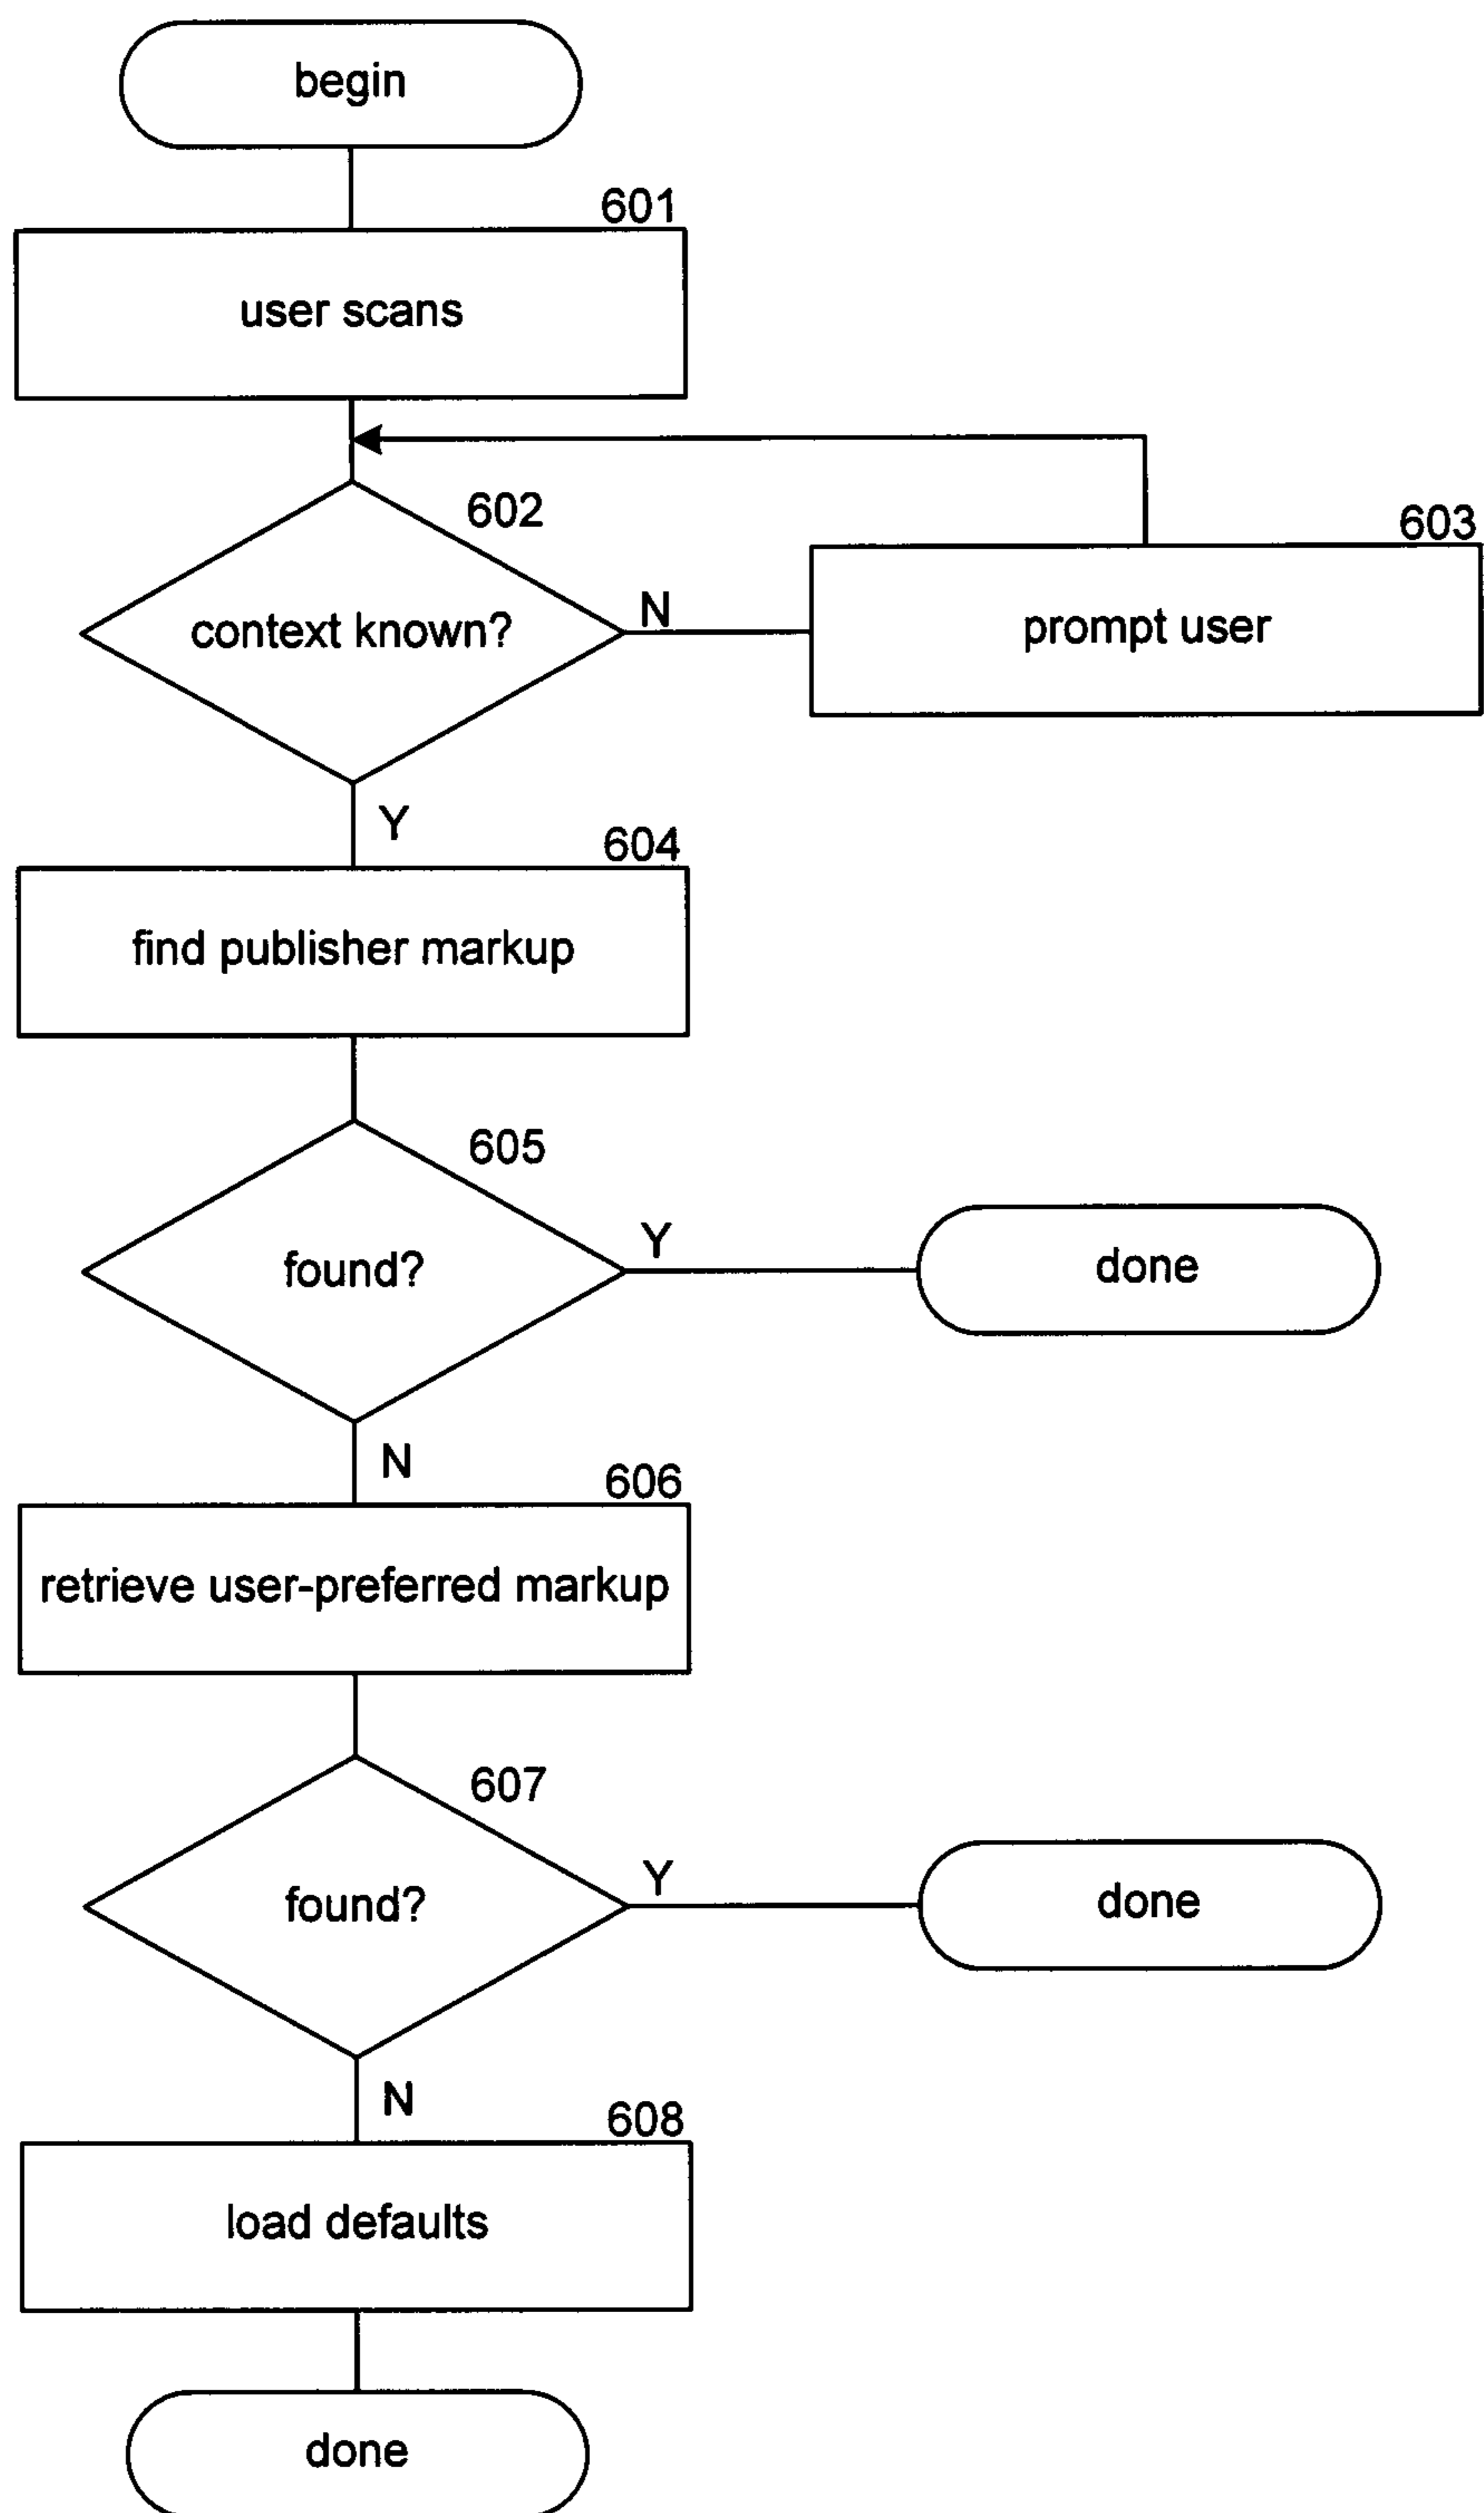 begin
601
user scans
602
603
context known?
N
prompt user
Y
604
find publisher markup
605
found?
Y
done
N
606
retrieve user-preferred markup
607
found?
Y
done
N
608
load defaults
done